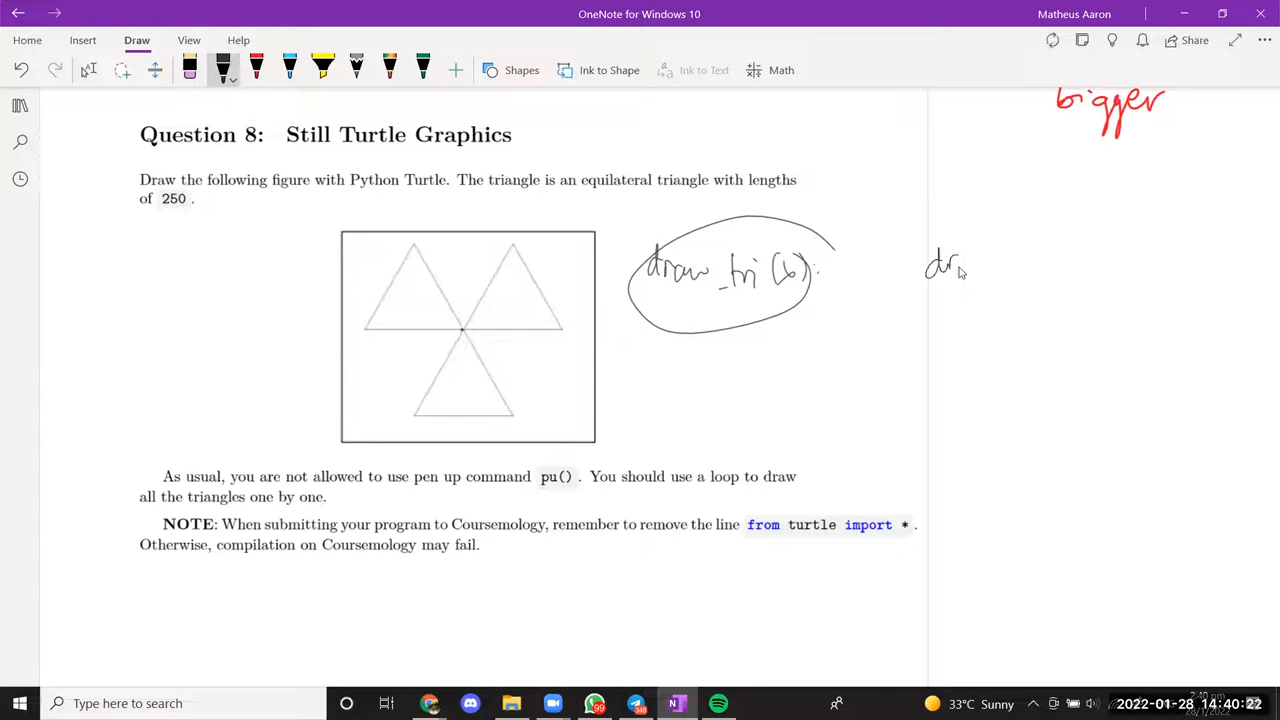 OneNote for Windows 10
Matheus Aaron
Home Insert Draw View Help
Share
Shapes
Ink to Shape
Ink to Text
Math
bigger
Question 8: Still Turtle Graphics
Draw the following figure with Python Turtle. The triangle is an equilateral triangle with lengths
of 250 .
draw_tri(x):
dr
As usual, you are not allowed to use pen up command pu() . You should use a loop to draw
all the triangles one by one.
NOTE: When submitting your program to Coursemology, remember to remove the line from turtle import * .
Otherwise, compilation on Coursemology may fail.
Type here to search
33°C Sunny
2022-01-28 14:40:22